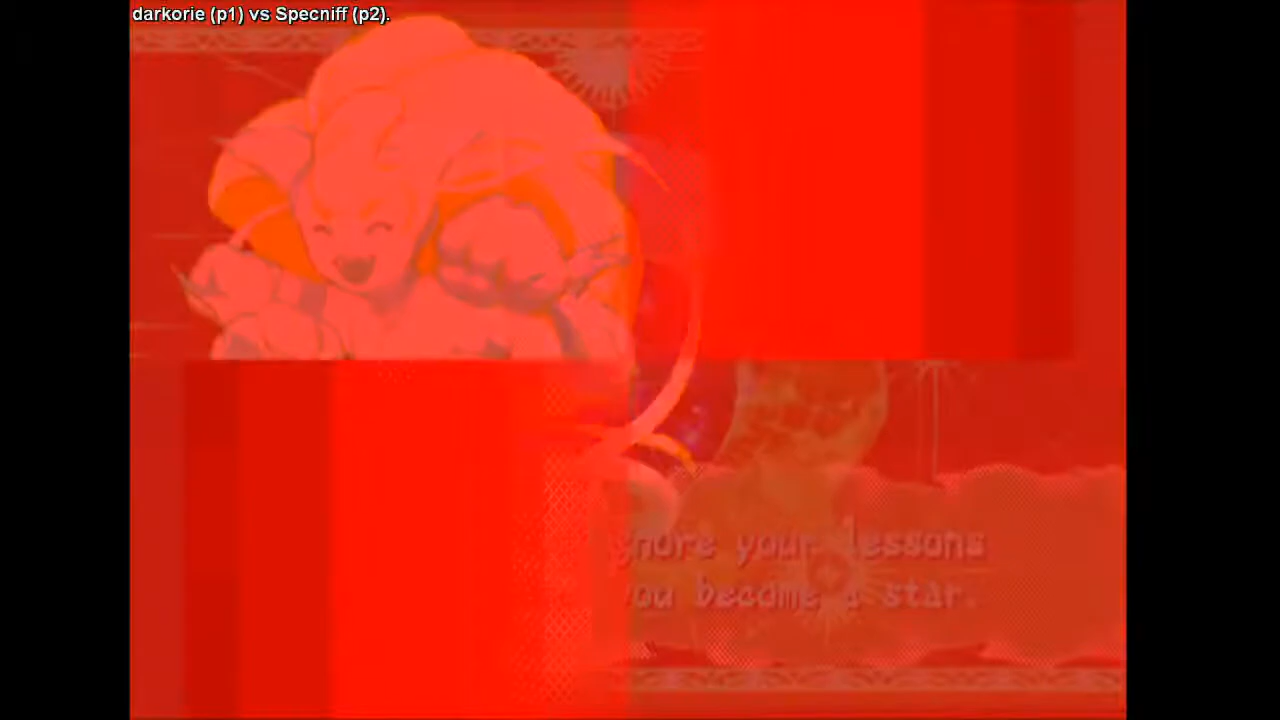 darkorie (p1) vs Specniff (p2).
your lessons
you become a star.